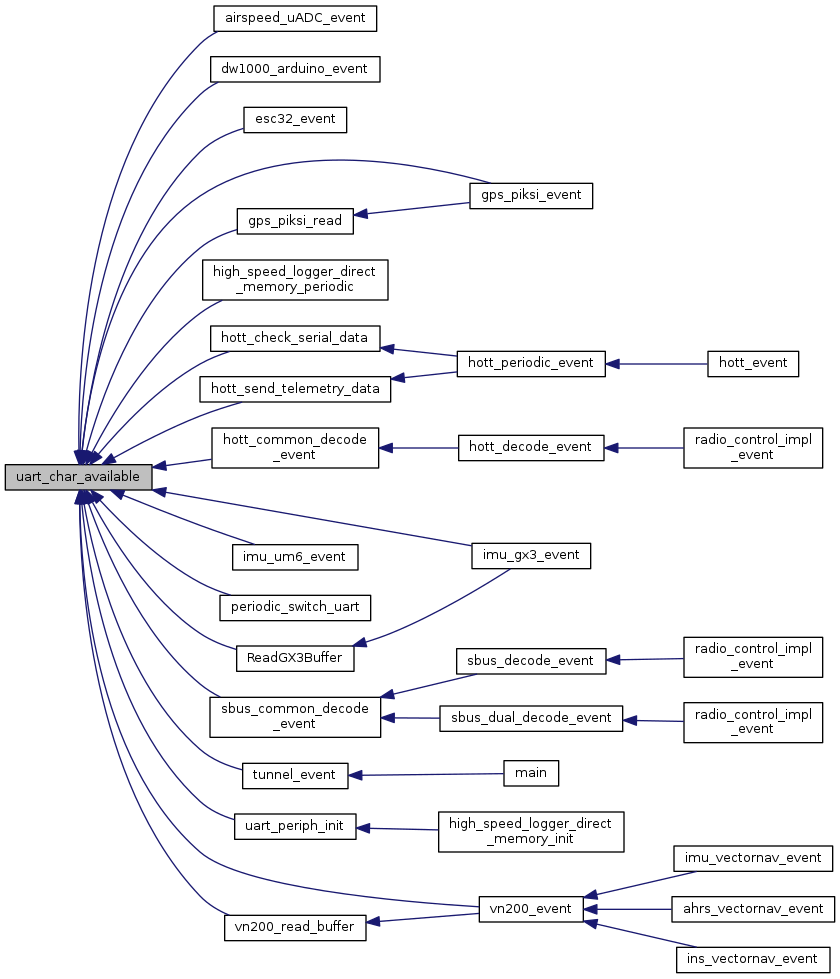 airspeed_uADC_event
dw1000_arduino_event
esc32_event
gps_piksi_event
gps_piksi_read
high_speed_logger_direct
_memory_periodic
hott_check_serial_data
hott_periodic_event
hott_event
hott_send_telemetry_data
hott_common_decode
_event
hott_decode_event
radio_control_impl
_event
uart_char_available
imu_um6_event
imu_gx3_event
periodic_switch_uart
ReadGX3Buffer
sbus_decode_event
radio_control_impl
_event
sbus_common_decode
_event
sbus_dual_decode_event
radio_control_impl
_event
tunnel_event
main
uart_periph_init
high_speed_logger_direct
_memory_init
imu_vectornav_event
vn200_event
ahrs_vectornav_event
vn200_read_buffer
ins_vectornav_event